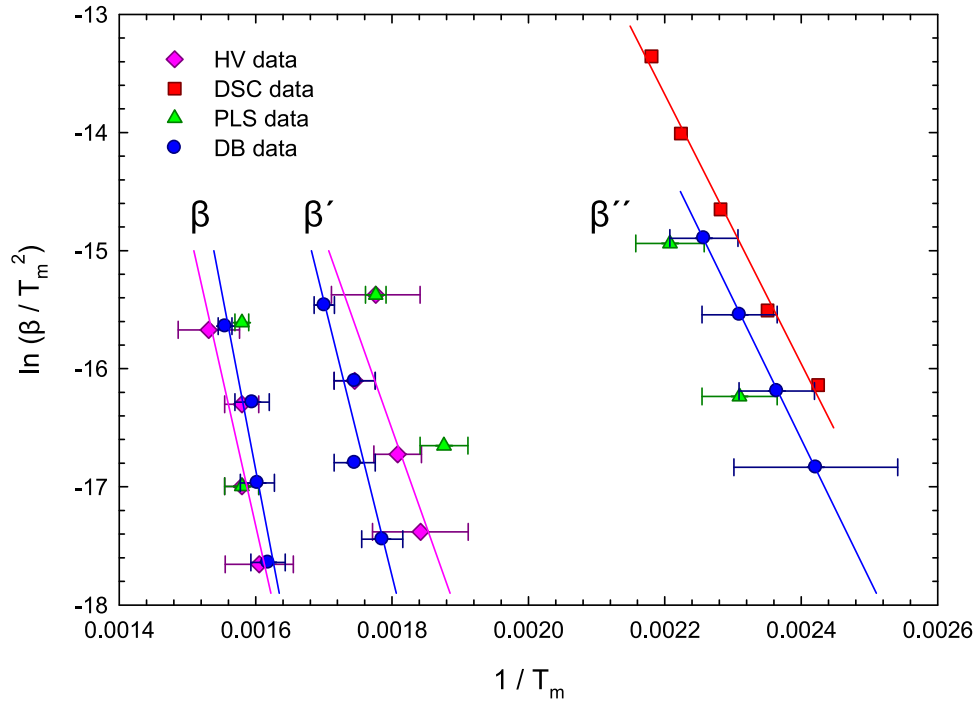 -13
HV data
DSC data
PLS data
DB data
-14
β
β´
β´´
-15
-16
-17
-18
ln (β / Tm²)
0.0014
0.0016
0.0018
0.0020
0.0022
0.0024
0.0026
1 / Tm